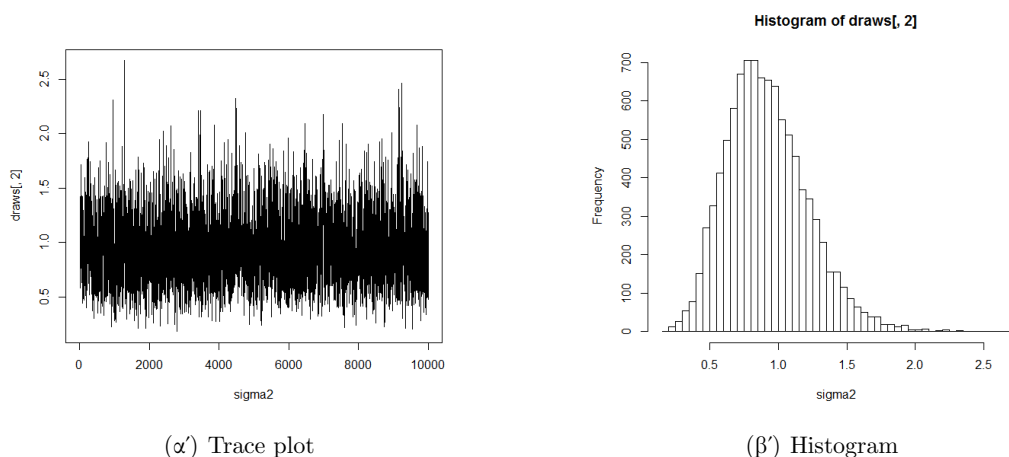 draws[, 2]
2.5
2.0
1.5
1.0
0.5
0 2000 4000 6000 8000 10000
sigma2
(α′) Trace plot
Histogram of draws[, 2]
Frequency
700
600
500
400
300
200
100
0
0.5 1.0 1.5 2.0 2.5
sigma2
(β′) Histogram